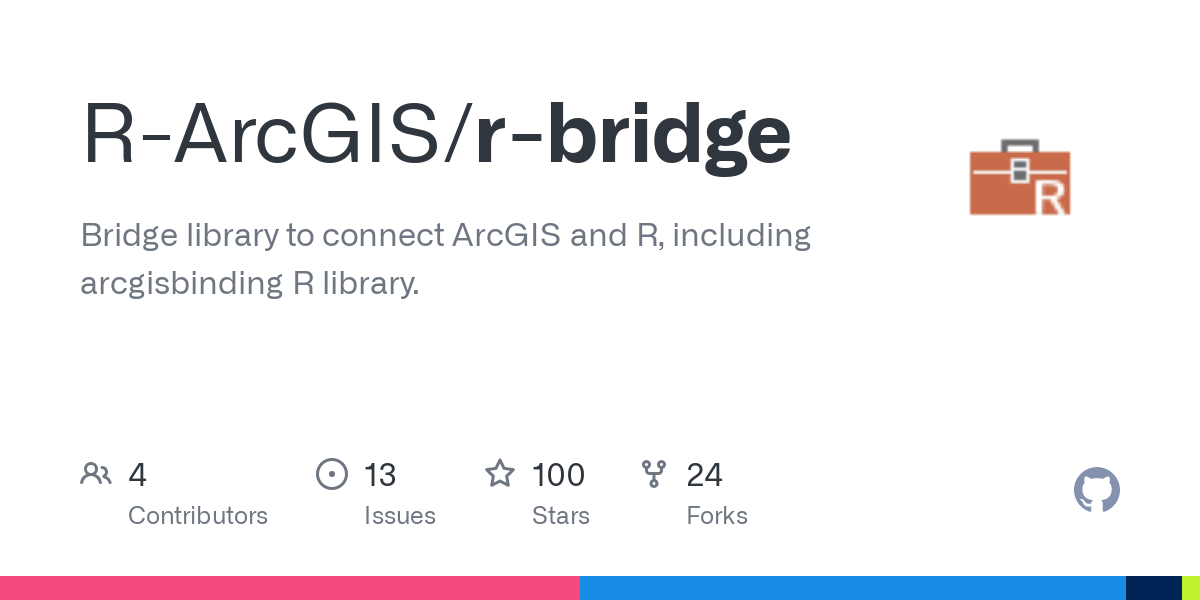 R-ArcGIS/r-bridge
R
Bridge library to connect ArcGIS and R, including
arcgisbinding R library.
4
Contributors
13
Issues
100
Stars
24
Forks